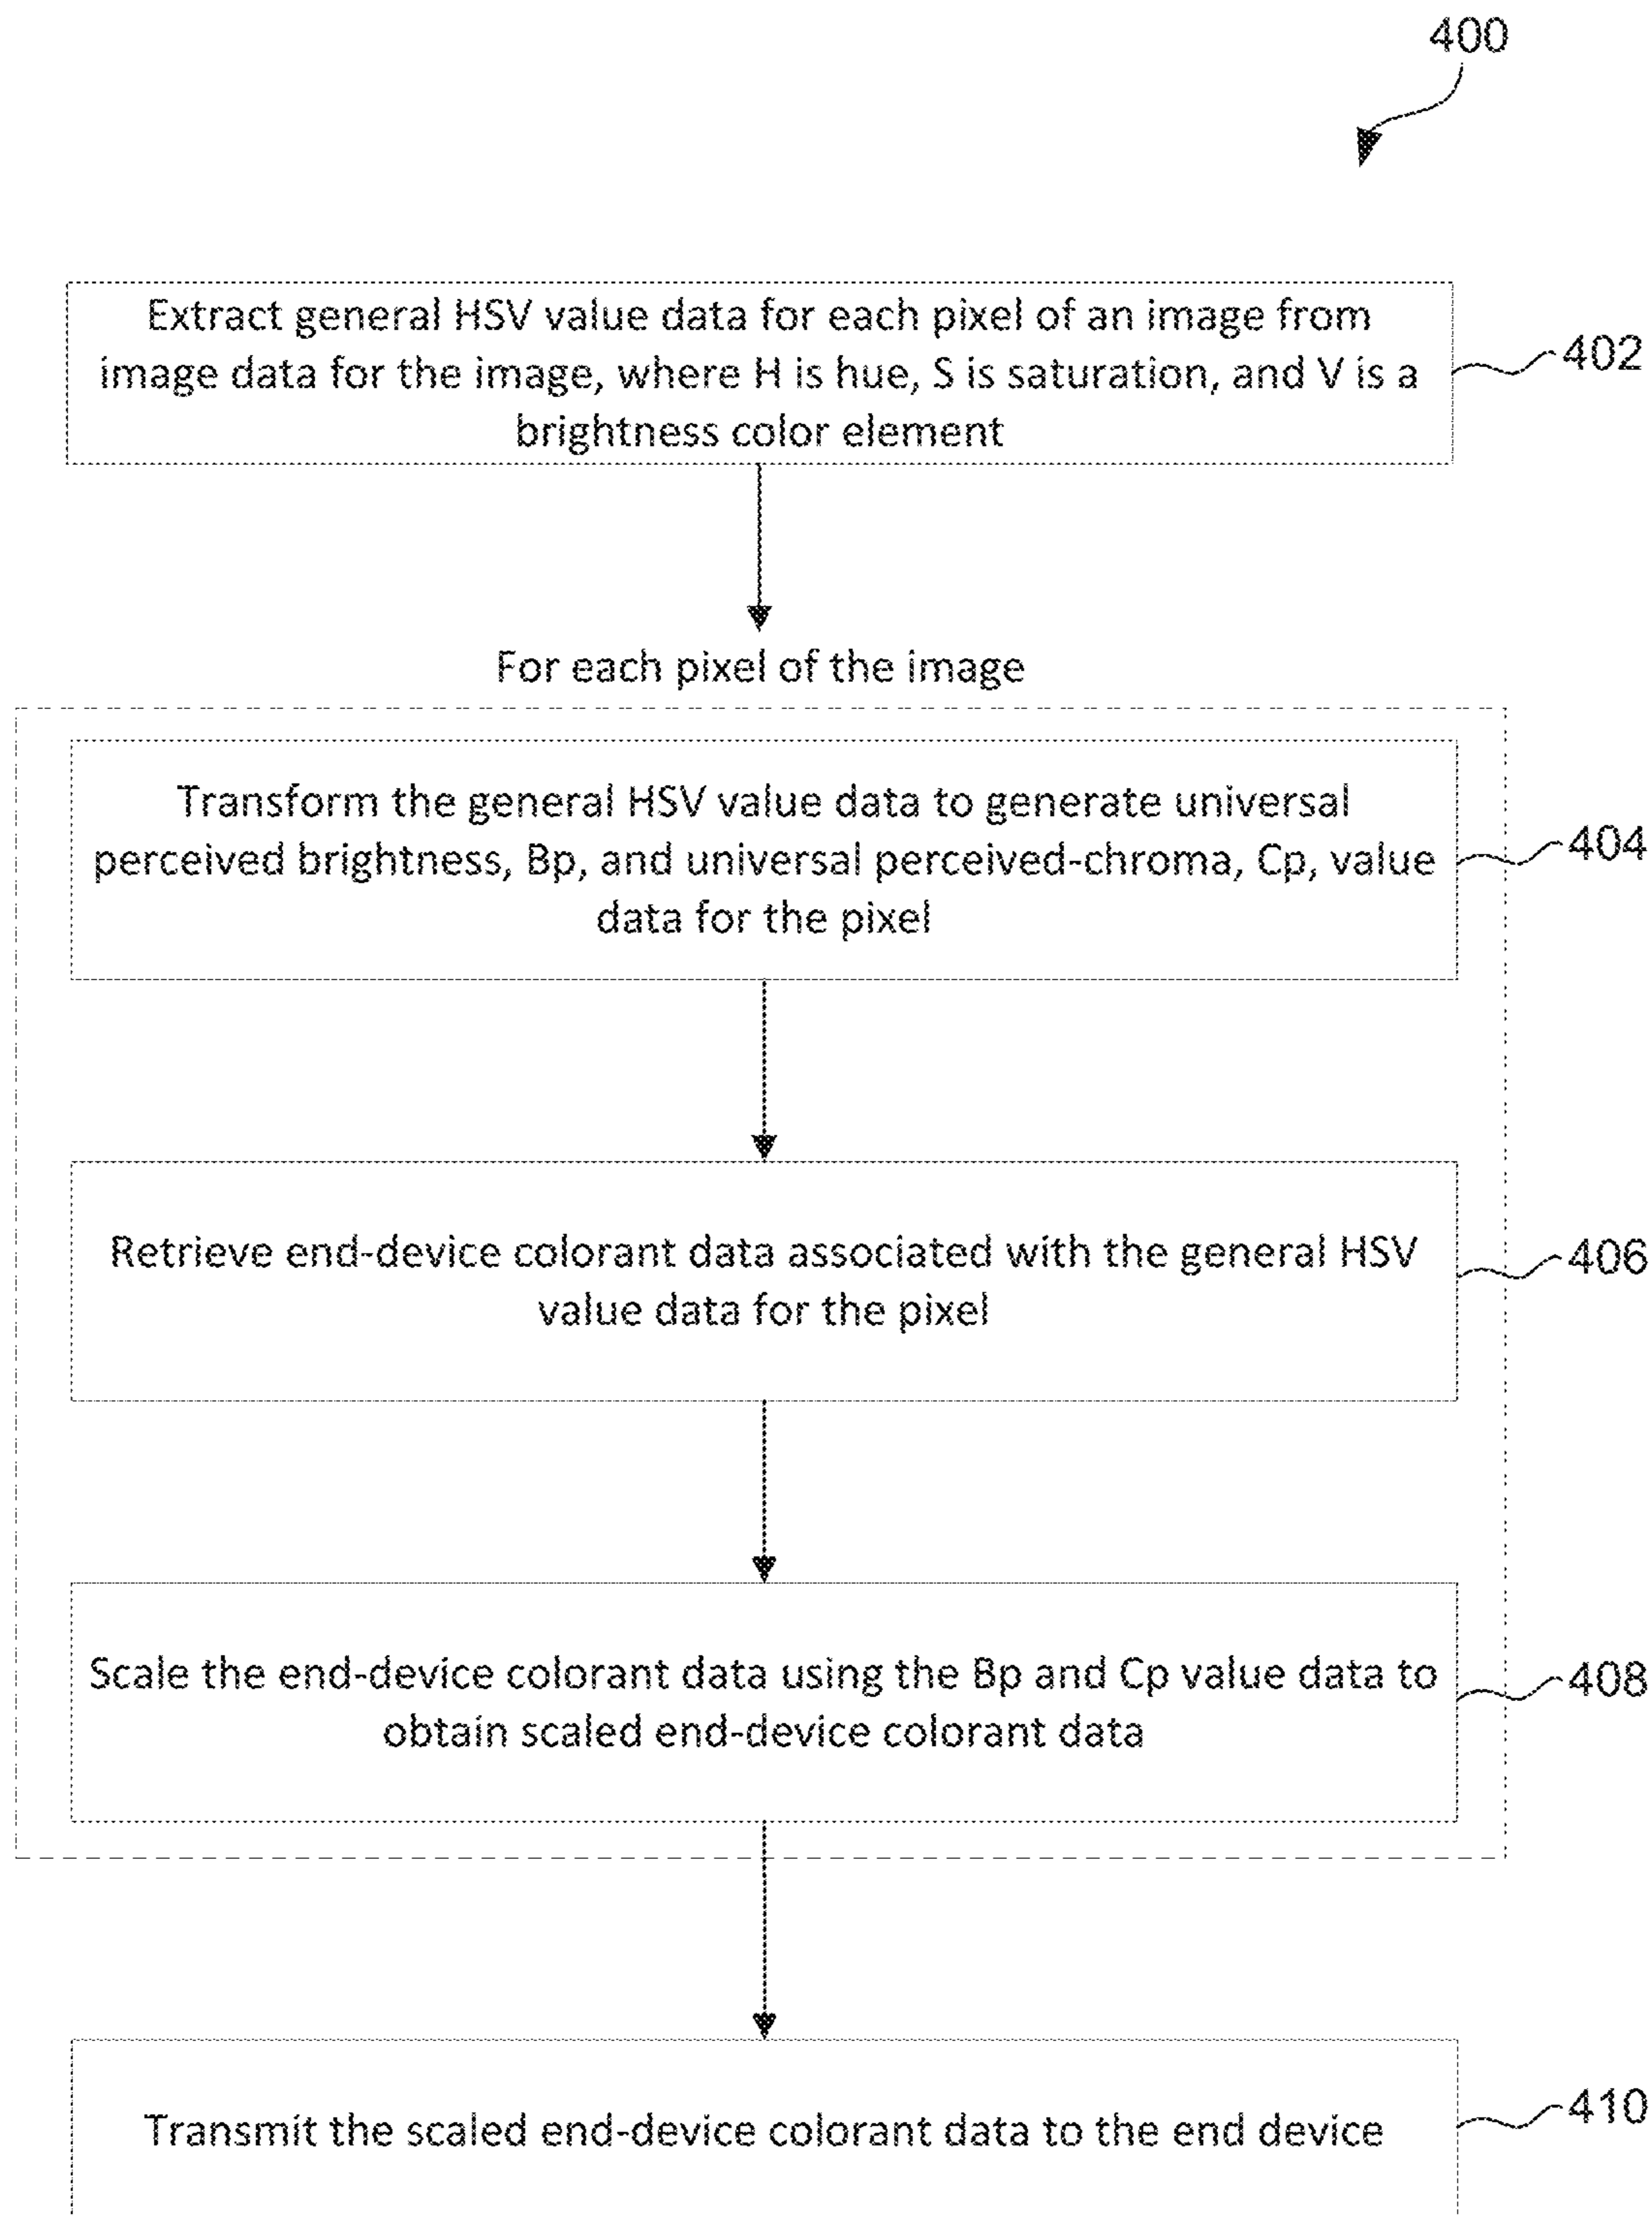 400
Extract general HSV value data for each pixel of an image from
image data for the image, where H is hue, S is saturation, and V is a
brightness color element
402
For each pixel of the image
Transform the general HSV value data to generate universal
perceived brightness, Bp, and universal perceived-chroma, Cp, value
data for the pixel
404
Retrieve end-device colorant data associated with the general HSV
value data for the pixel
406
Scale the end-device colorant data using the Bp and Cp value data to
obtain scaled end-device colorant data
408
Transmit the scaled end-device colorant data to the end device
410